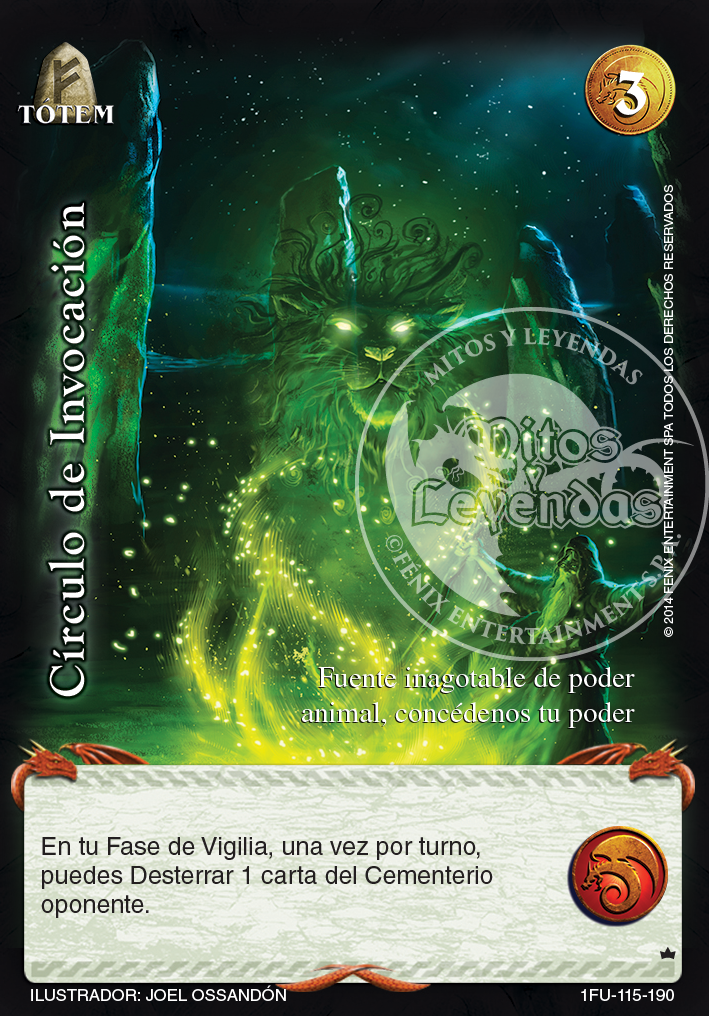 TÓTEM
3
Círculo de Invocación
MITOS Y LEYENDAS
Mitos y
Leyendas
© FENIX ENTERTAINMENT S.P.A.
© 2014 FENIX ENTERTAINMENT SPA TODOS LOS DERECHOS RESERVADOS
Fuente inagotable de poder
animal, concédenos tu poder
En tu Fase de Vigilia, una vez por turno,
puedes Desterrar 1 carta del Cementerio
oponente.
ILUSTRADOR: JOEL OSSANDÓN
1FU-115-190